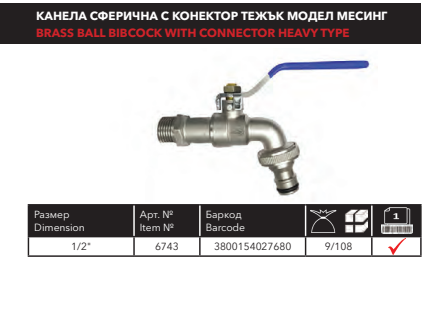 КАНЕЛА СФЕРИЧНА С КОНЕКТОР ТЕЖЪК МОДЕЛ МЕСИНГ
BRASS BALL BIBCOCK WITH CONNECTOR HEAVY TYPE
Размер Арт. № Баркод 1
Dimension Item № Barcode
1/2" 6743 3800154027680 9/108